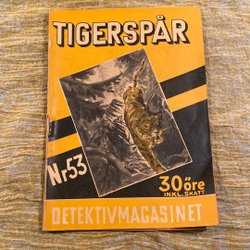 TIGERSPÅR
Nr 53
30 öre
INKL. SKATT
DETEKTIVMAGASINET